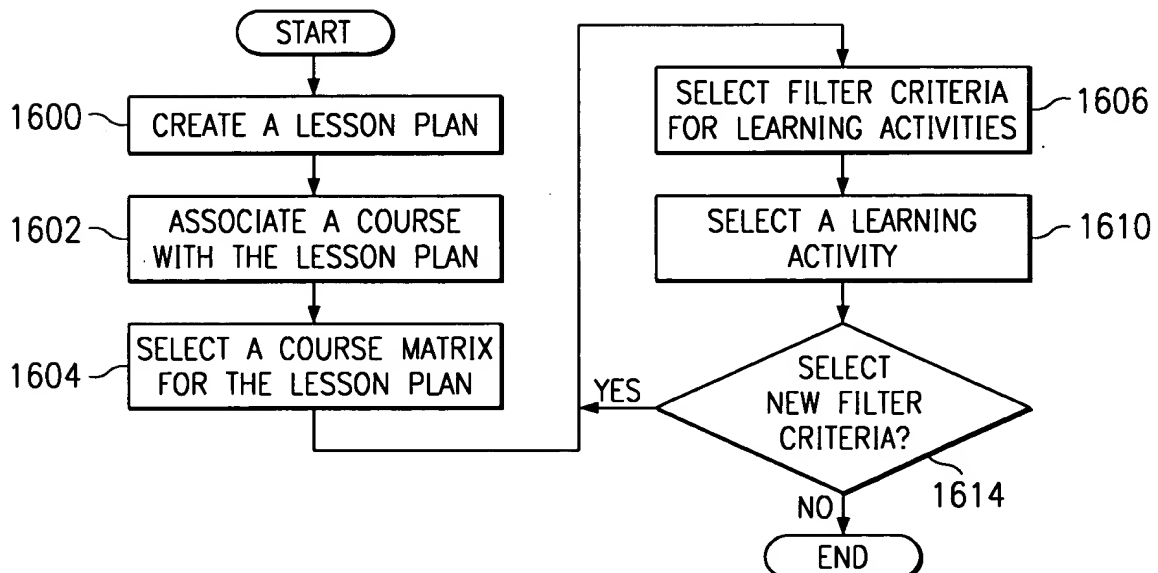 START
1600
CREATE A LESSON PLAN
1602
ASSOCIATE A COURSE
WITH THE LESSON PLAN
1604
SELECT A COURSE MATRIX
FOR THE LESSON PLAN
SELECT FILTER CRITERIA
FOR LEARNING ACTIVITIES
1606
SELECT A LEARNING
ACTIVITY
1610
SELECT
NEW FILTER
CRITERIA?
YES
1614
NO
END